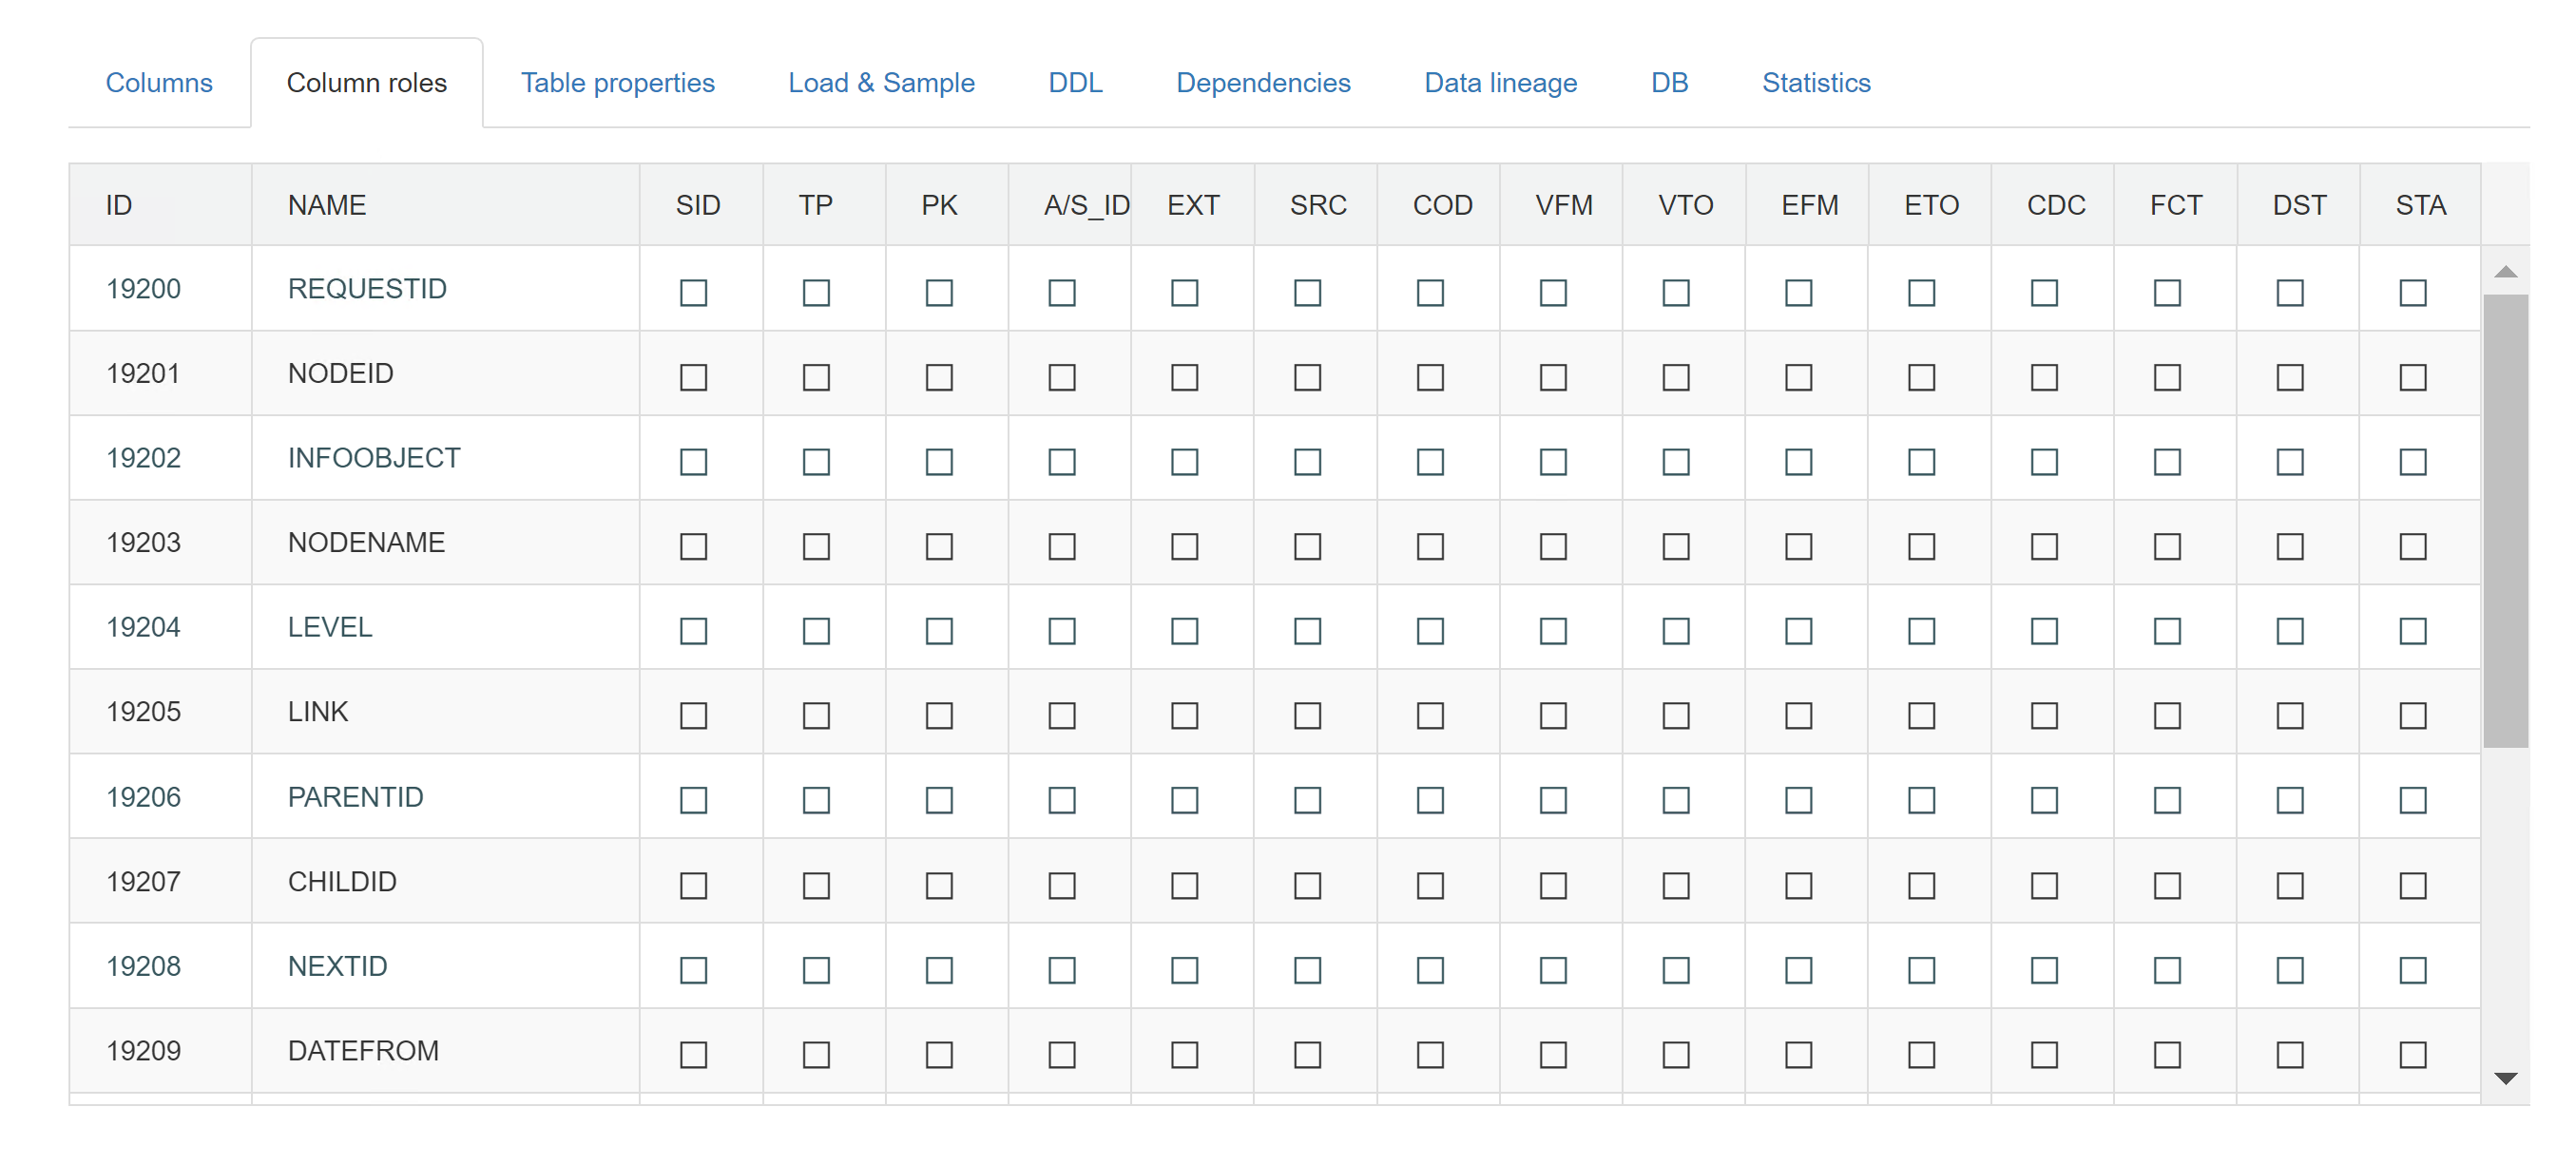 Columns Column roles Table properties Load & Sample DDL Dependencies Data lineage DB Statistics
ID NAME SID TP PK A/S_ID EXT SRC COD VFM VTO EFM ETO CDC FCT DST STA
19200 REQUESTID
19201 NODEID
19202 INFOOBJECT
19203 NODENAME
19204 LEVEL
19205 LINK
19206 PARENTID
19207 CHILDID
19208 NEXTID
19209 DATEFROM